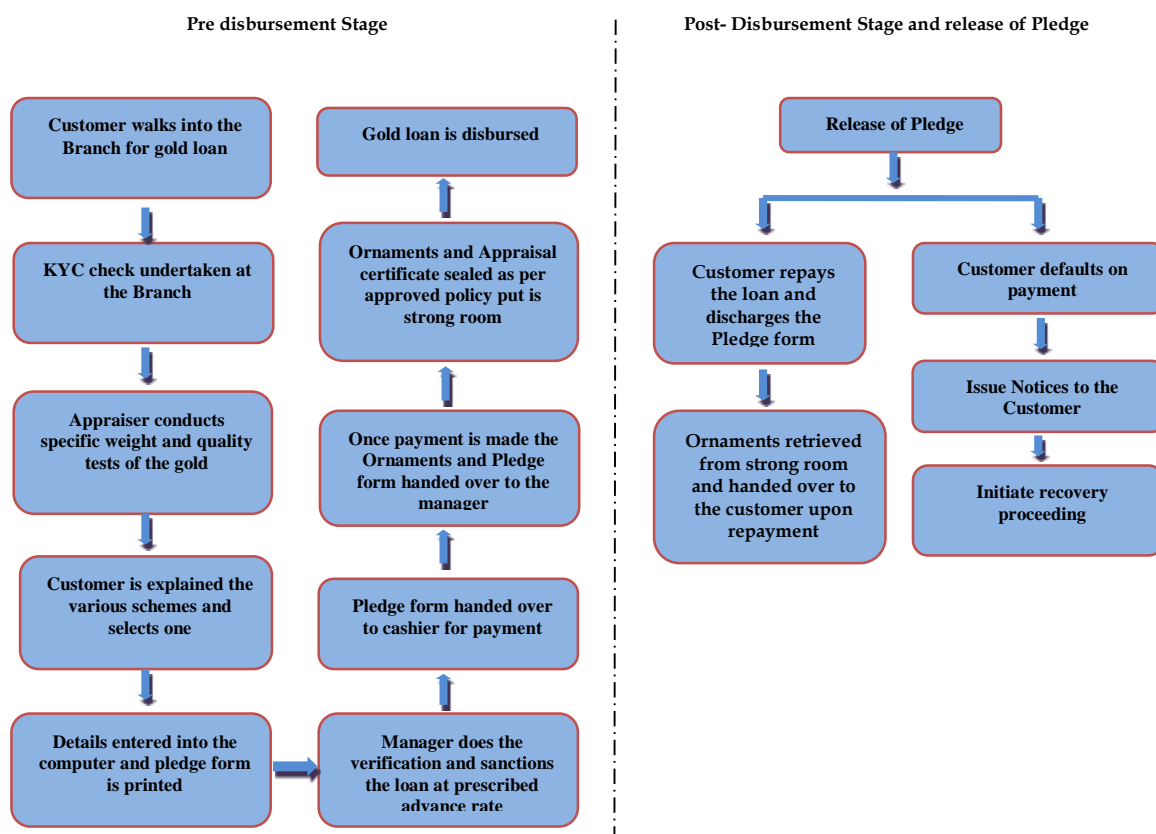 Pre disbursement Stage
Customer walks into the
Branch for gold loan
KYC check undertaken at
the Branch
Appraiser conducts
specific weight and quality
tests of the gold
Customer is explained the
various schemes and
selects one
Details entered into the
computer and pledge form
is printed
Manager does the
verification and sanctions
the loan at prescribed
advance rate
Pledge form handed over
to cashier for payment
Once payment is made the
Ornaments and Pledge
form handed over to the
manager
Ornaments and Appraisal
certificate sealed as per
approved policy put is
strong room
Gold loan is disbursed
Post- Disbursement Stage and release of Pledge
Release of Pledge
Customer repays
the loan and
discharges the
Pledge form
Ornaments retrieved
from strong room
and handed over to
the customer upon
repayment
Customer defaults on
payment
Issue Notices to the
Customer
Initiate recovery
proceeding